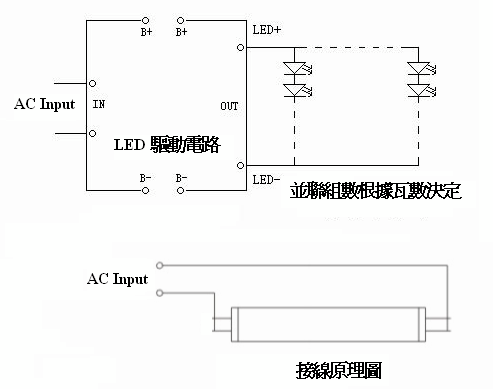 B+ B+ LED+
AC Input IN OUT
LED 驅動電路
B- B- LED-
並聯組數根據瓦數決定
AC Input
接線原理圖